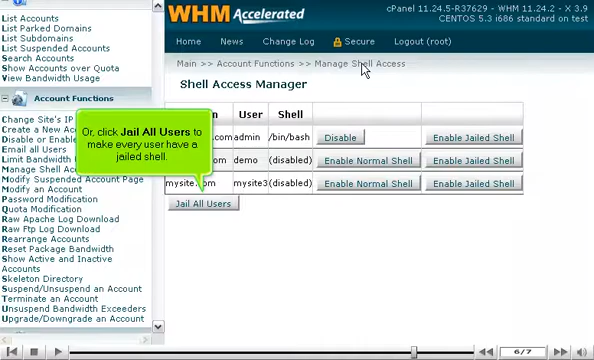 Account Information
List Accounts
List Parked Domains
List Subdomains
List Suspended Accounts
Search Accounts
Show Accounts over Quota
View Bandwidth Usage
Account Functions
Change Site's IP
Create a New Acc
Disable or Enable
Email all Users
Limit Bandwidth
Manage Shell Acc
Modify Suspended Account Page
Modify an Account
Password Modification
Quota Modification
Raw Apache Log Download
Raw Ftp Log Download
Rearrange Accounts
Reset Package Bandwidth
Show Active and Inactive
Accounts
Skeleton Directory
Suspend/Unsuspend an Account
Terminate an Account
Unsuspend Bandwidth Exceeders
Upgrade/Downgrade an Account
WHM Accelerated
cPanel 11.24.5-R37629 - WHM 11.24.2 - X 3.9
CENTOS 5.3 i686 standard on test
Home News Change Log Secure Logout (root)
Main >> Account Functions >> Manage Shell Access
Shell Access Manager
User Shell
.com admin /bin/bash Disable Enable Jailed Shell
om demo (disabled) Enable Normal Shell Enable Jailed Shell
mysite.com mysite3 (disabled) Enable Normal Shell Enable Jailed Shell
Jail All Users
Or, click Jail All Users to
make every user have a
jailed shell.
6/7